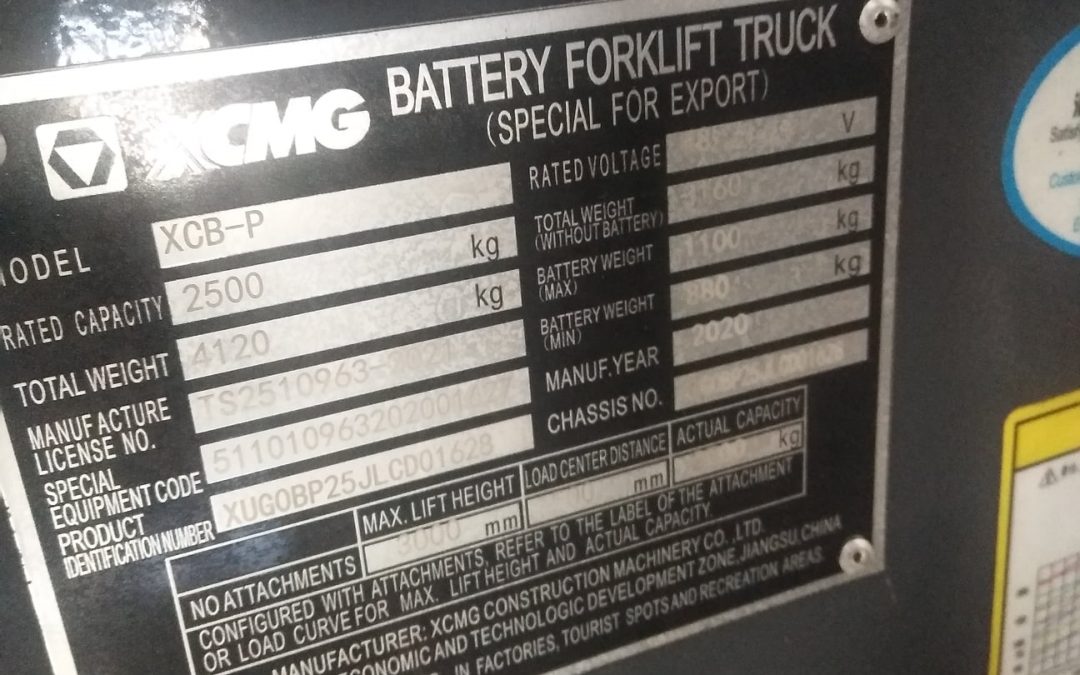 XCMG
BATTERY FORKLIFT TRUCK
(SPECIAL FOR EXPORT)
MODEL XCB-P
RATED CAPACITY 2500 kg
TOTAL WEIGHT 4120 kg
MANUFACTURE LICENSE NO. TS2510963-2021
SPECIAL EQUIPMENT CODE
PRODUCT IDENTIFICATION NUMBER XUG0BP25JLCD01628
RATED VOLTAGE V
TOTAL WEIGHT (WITHOUT BATTERY) kg
BATTERY WEIGHT (MAX) 1100 kg
BATTERY WEIGHT (MIN) 880 kg
MANUF.YEAR 2020
CHASSIS NO.
MAX. LIFT HEIGHT LOAD CENTER DISTANCE ACTUAL CAPACITY
NO ATTACHMENTS 3000 mm mm kg
CONFIGURED WITH ATTACHMENTS, REFER TO THE LABEL OF THE ATTACHMENT
OR LOAD CURVE FOR MAX. LIFT HEIGHT AND ACTUAL CAPACITY.
MANUFACTURER: XCMG CONSTRUCTION MACHINERY CO.,LTD.
ECONOMIC AND TECHNOLOGIC DEVELOPMENT ZONE,JIANGSU,CHINA
IN FACTORIES, TOURIST SPOTS AND RECREATION AREAS.